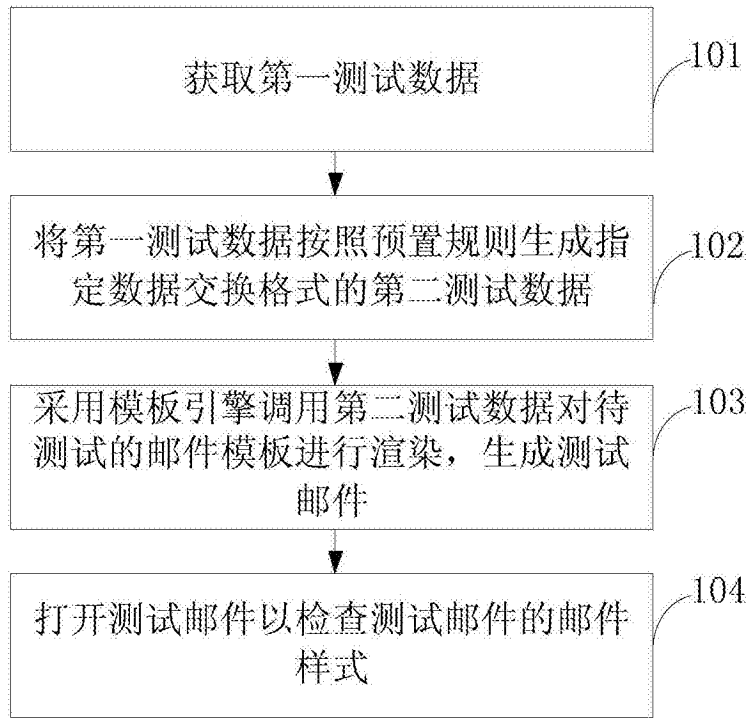 获取第一测试数据
101
将第一测试数据按照预置规则生成指
定数据交换格式的第二测试数据
102
采用模板引擎调用第二测试数据对待
测试的邮件模板进行渲染，生成测试
邮件
103
打开测试邮件以检查测试邮件的邮件
样式
104